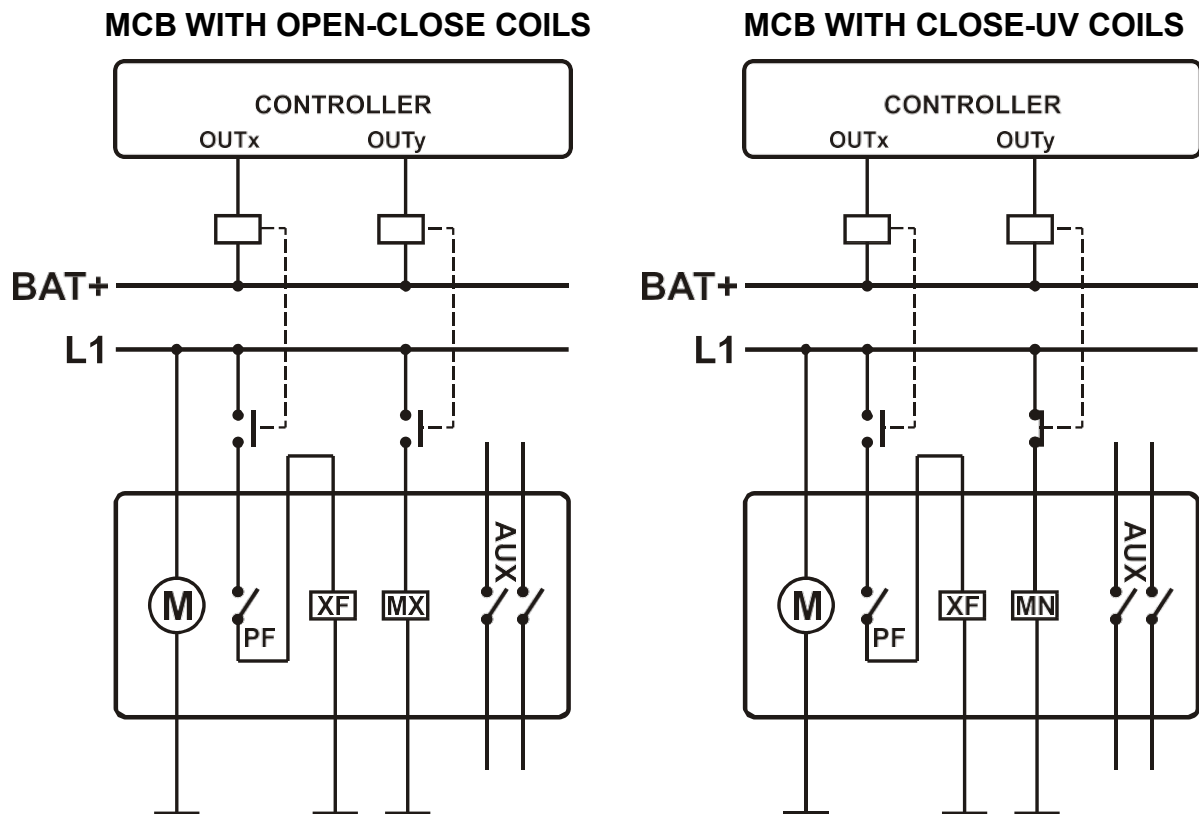 MCB WITH OPEN-CLOSE COILS
CONTROLLER
OUTx OUTy
BAT+
L1
AUX
M
XF
MX
PF
MCB WITH CLOSE-UV COILS
CONTROLLER
OUTx OUTy
BAT+
L1
AUX
M
XF
MN
PF